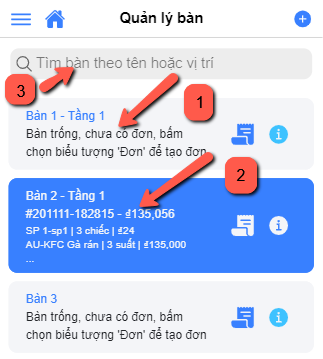 Quản lý bàn
Tìm bàn theo tên hoặc vị trí
3
1
Bàn 1 - Tầng 1
Bàn trống, chưa có đơn, bấm
chọn biểu tượng 'Đơn' để tạo đơn
2
Bàn 2 - Tầng 1
#201111-182815 - ₫135,056
SP 1-sp1 | 3 chiếc | ₫24
AU-KFC Gà rán | 3 suất | ₫135,000
...
Bàn 3
Bàn trống, chưa có đơn, bấm
chọn biểu tượng 'Đơn' để tạo đơn